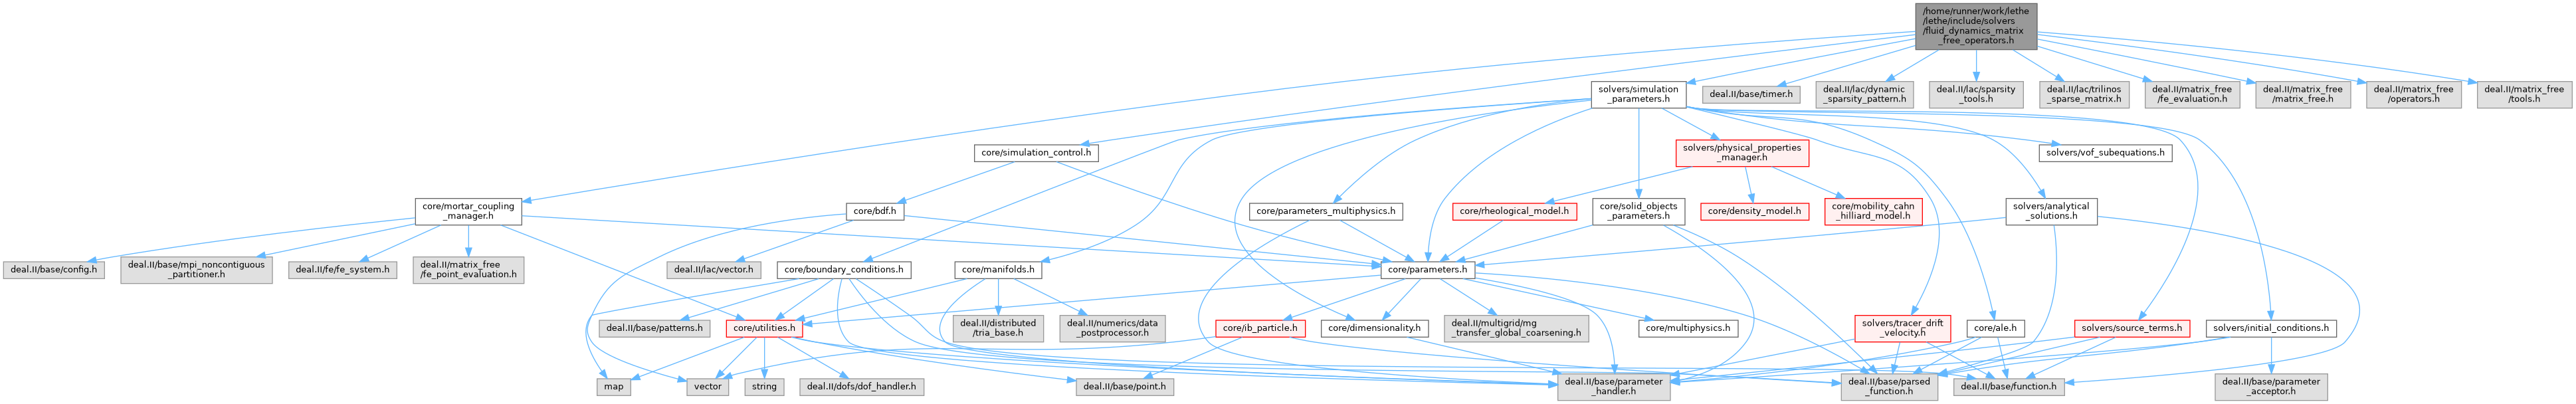 /home/runner/work/lethe
/lethe/include/solvers
/fluid_dynamics_matrix
_free_operators.h
solvers/simulation
_parameters.h
deal.II/base/timer.h
deal.II/lac/dynamic
_sparsity_pattern.h
deal.II/lac/sparsity
_tools.h
deal.II/lac/trilinos
_sparse_matrix.h
deal.II/matrix_free
/fe_evaluation.h
deal.II/matrix_free
/matrix_free.h
deal.II/matrix_free
/operators.h
deal.II/matrix_free
/tools.h
core/simulation_control.h
solvers/physical_properties
_manager.h
solvers/vof_subequations.h
core/mortar_coupling
_manager.h
core/bdf.h
core/parameters_multiphysics.h
core/rheological_model.h
core/solid_objects
_parameters.h
core/density_model.h
core/mobility_cahn
_hilliard_model.h
solvers/analytical
_solutions.h
deal.II/base/config.h
deal.II/base/mpi_noncontiguous
_partitioner.h
deal.II/fe/fe_system.h
deal.II/matrix_free
/fe_point_evaluation.h
deal.II/lac/vector.h
core/boundary_conditions.h
core/manifolds.h
core/parameters.h
deal.II/base/patterns.h
core/utilities.h
deal.II/distributed
/tria_base.h
deal.II/numerics/data
_postprocessor.h
core/ib_particle.h
core/dimensionality.h
deal.II/multigrid/mg
_transfer_global_coarsening.h
core/multiphysics.h
solvers/tracer_drift
_velocity.h
core/ale.h
solvers/source_terms.h
solvers/initial_conditions.h
map
vector
string
deal.II/dofs/dof_handler.h
deal.II/base/point.h
deal.II/base/parameter
_handler.h
deal.II/base/parsed
_function.h
deal.II/base/function.h
deal.II/base/parameter
_acceptor.h